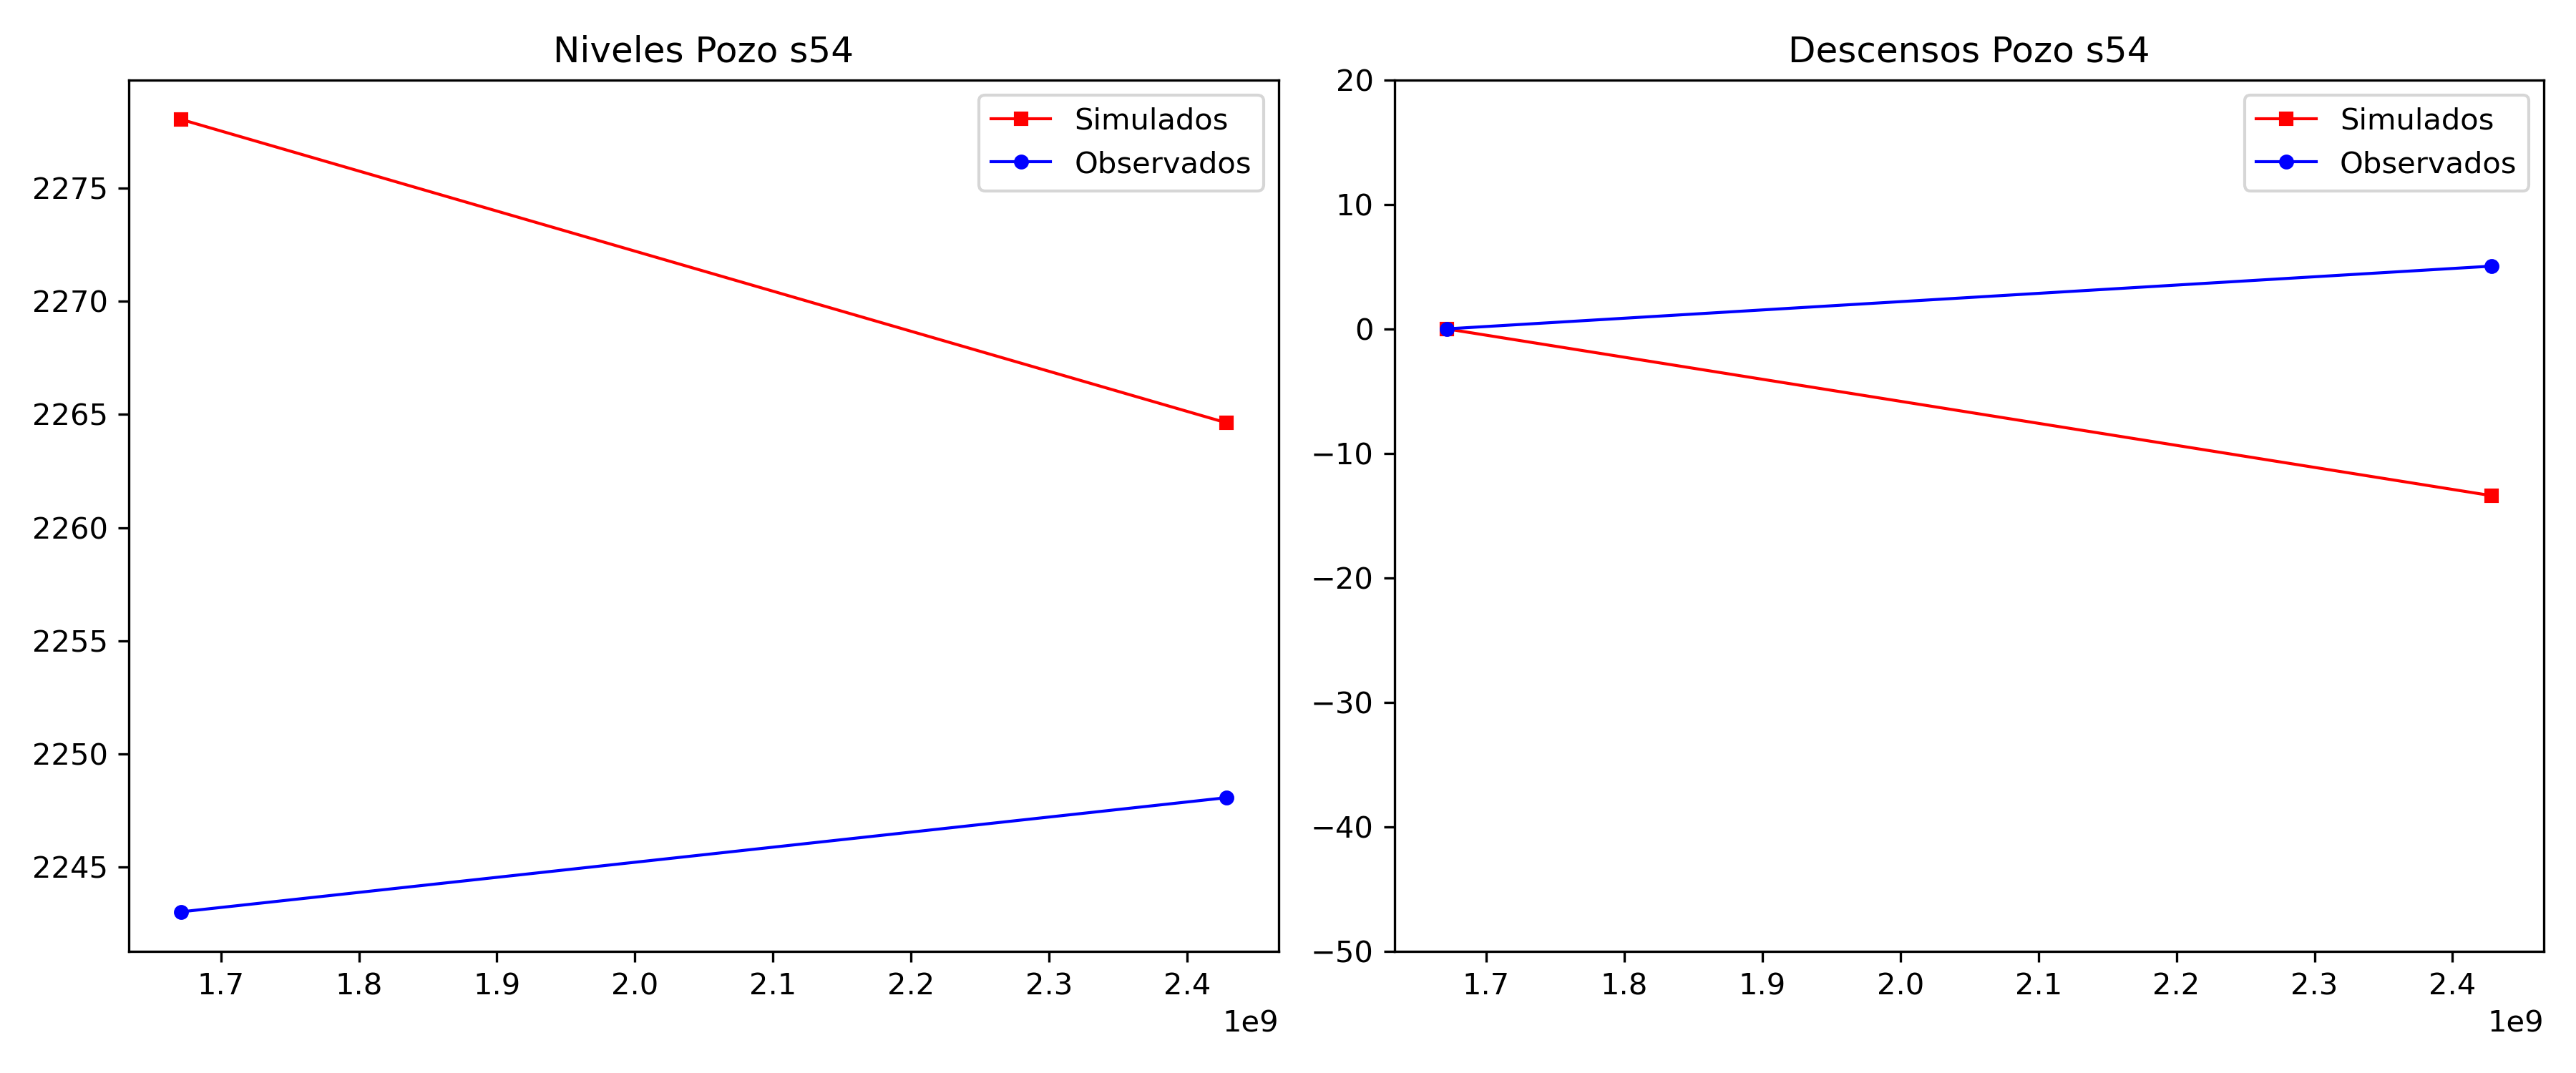 Niveles Pozo s54
Simulados
Observados
2275
2270
2265
2260
2255
2250
2245
1.7 1.8 1.9 2.0 2.1 2.2 2.3 2.4
1e9
Descensos Pozo s54
Simulados
Observados
20
10
0
−10
−20
−30
−40
−50
1.7 1.8 1.9 2.0 2.1 2.2 2.3 2.4
1e9